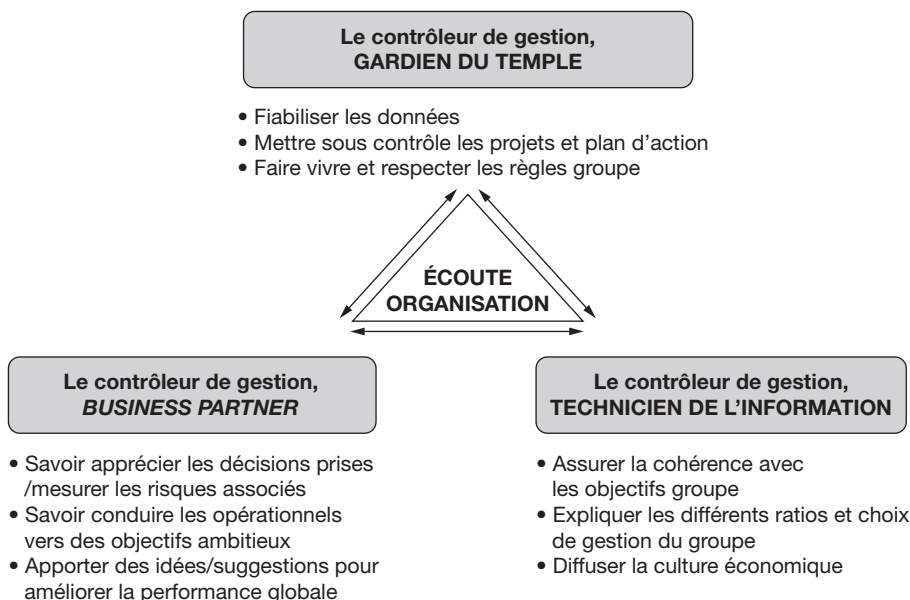 Le contrôleur de gestion,
GARDIEN DU TEMPLE
• Fiabiliser les données
• Mettre sous contrôle les projets et plan d’action
• Faire vivre et respecter les règles groupe
ÉCOUTE
ORGANISATION
Le contrôleur de gestion,
BUSINESS PARTNER
• Savoir apprécier les décisions prises
/mesurer les risques associés
• Savoir conduire les opérationnels
vers des objectifs ambitieux
• Apporter des idées/suggestions pour
améliorer la performance globale
Le contrôleur de gestion,
TECHNICIEN DE L’INFORMATION
• Assurer la cohérence avec
les objectifs groupe
• Expliquer les différents ratios et choix
de gestion du groupe
• Diffuser la culture économique